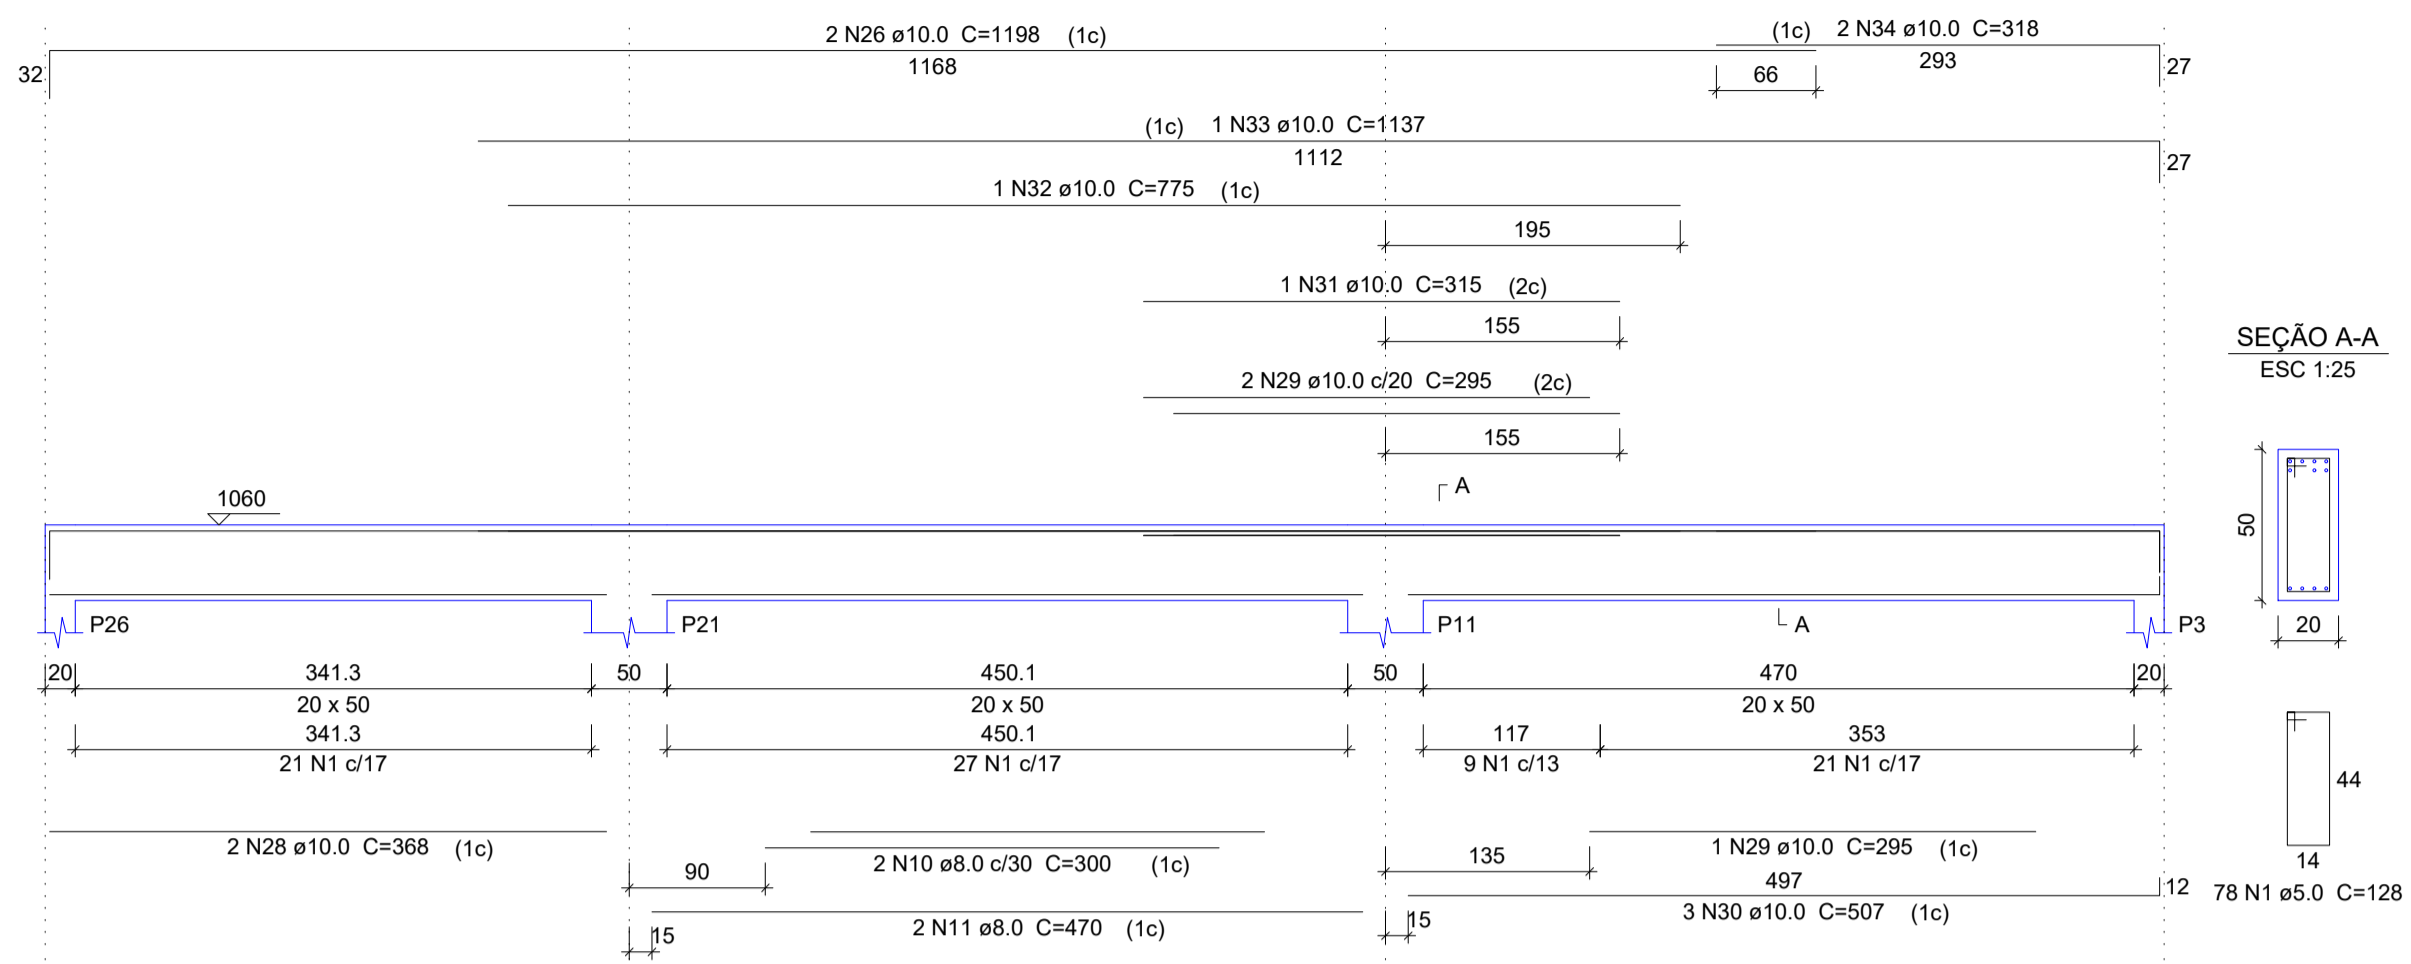 2 N26 ø10.0 C=1198 (1c)
(1c) 2 N34 ø10.0 C=318
32
1168
66
293
27
(1c) 1 N33 ø10.0 C=1137
1112
27
1 N32 ø10.0 C=775 (1c)
195
1 N31 ø10.0 C=315 (2c)
155
2 N29 ø10.0 c/20 C=295 (2c)
155
SEÇÃO A-A
ESC 1:25
A
1060
50
20
P26
P21
P11
A
P3
20
341.3
50
450.1
50
470
20
20 x 50
20 x 50
20 x 50
341.3
450.1
117
353
21 N1 c/17
27 N1 c/17
9 N1 c/13
21 N1 c/17
44
14
78 N1 ø5.0 C=128
2 N28 ø10.0 C=368 (1c)
90
2 N10 ø8.0 c/30 C=300 (1c)
135
1 N29 ø10.0 C=295 (1c)
497
12
15
2 N11 ø8.0 C=470 (1c)
15
3 N30 ø10.0 C=507 (1c)